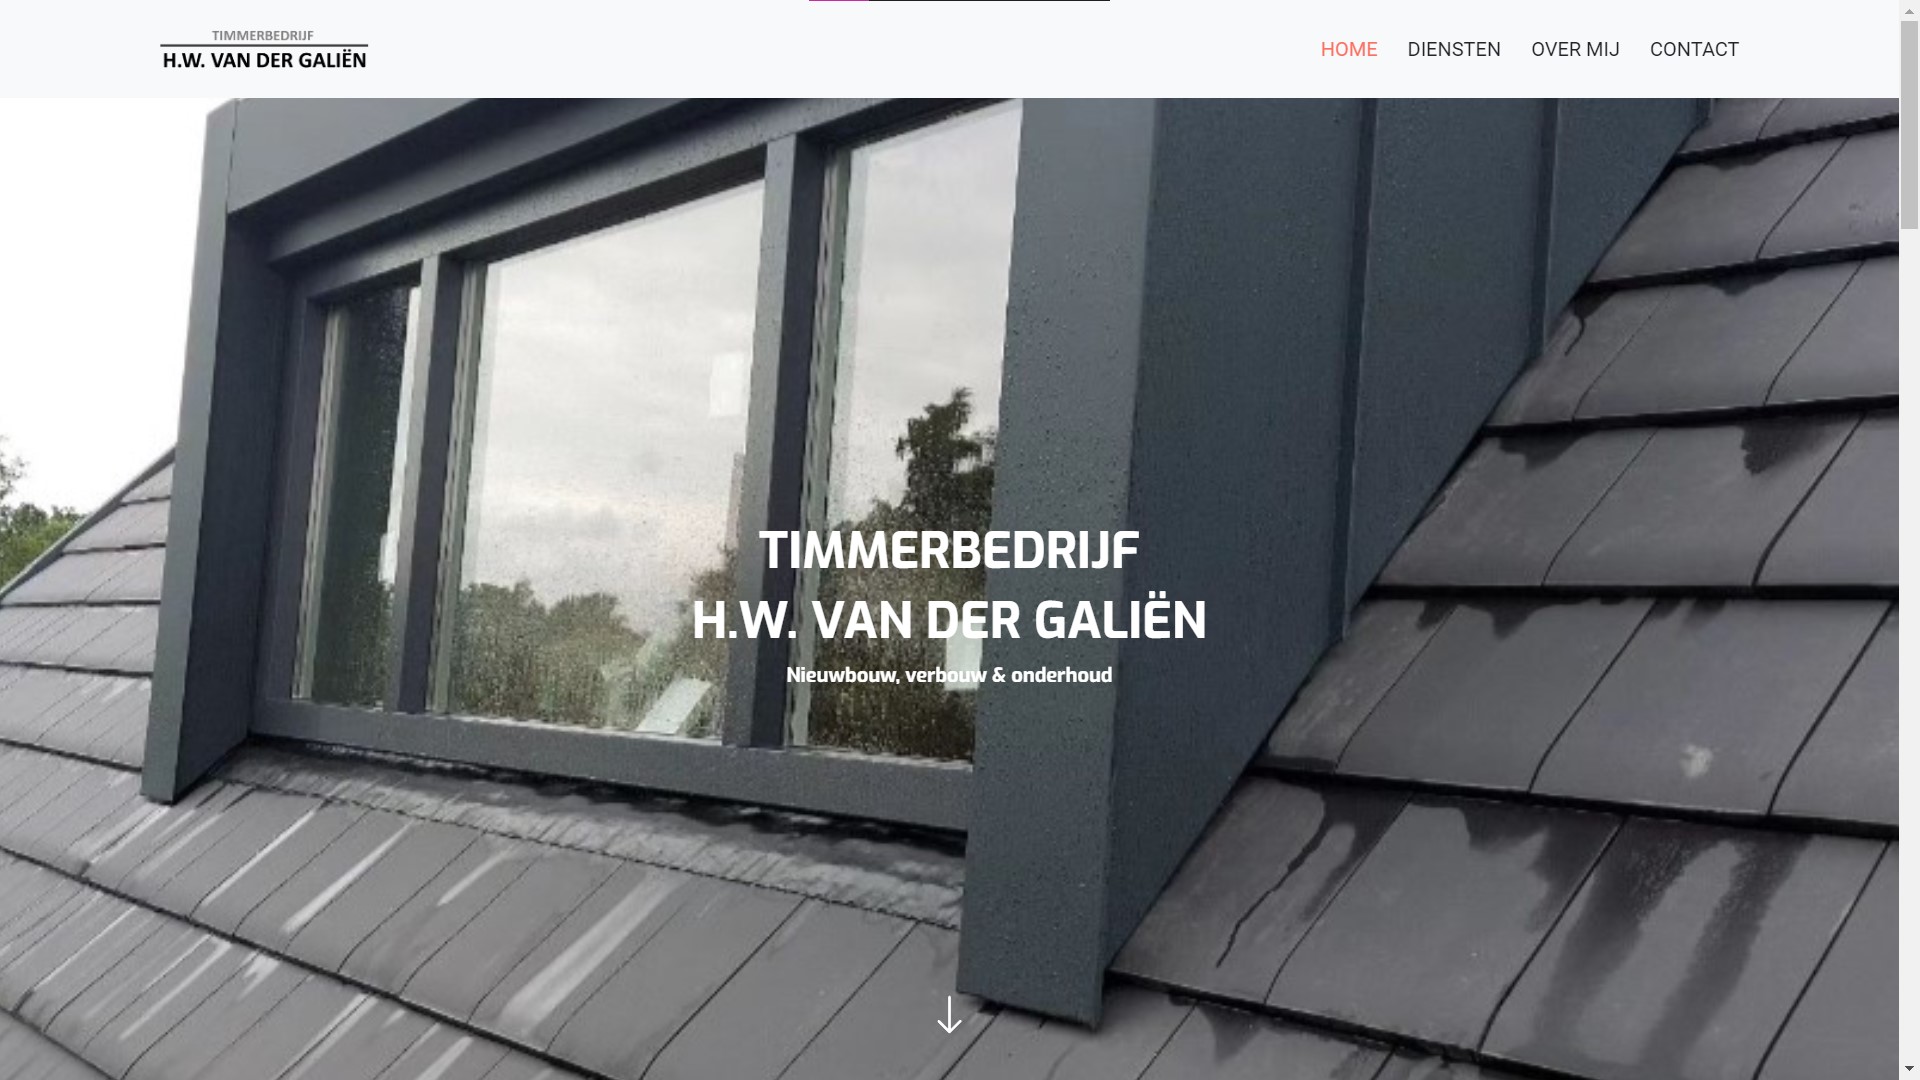 TIMMERBEDRIJF
H.W. VAN DER GALIËN
HOME
DIENSTEN
OVER MIJ
CONTACT
TIMMERBEDRIJF
H.W. VAN DER GALIËN
Nieuwbouw, verbouw & onderhoud